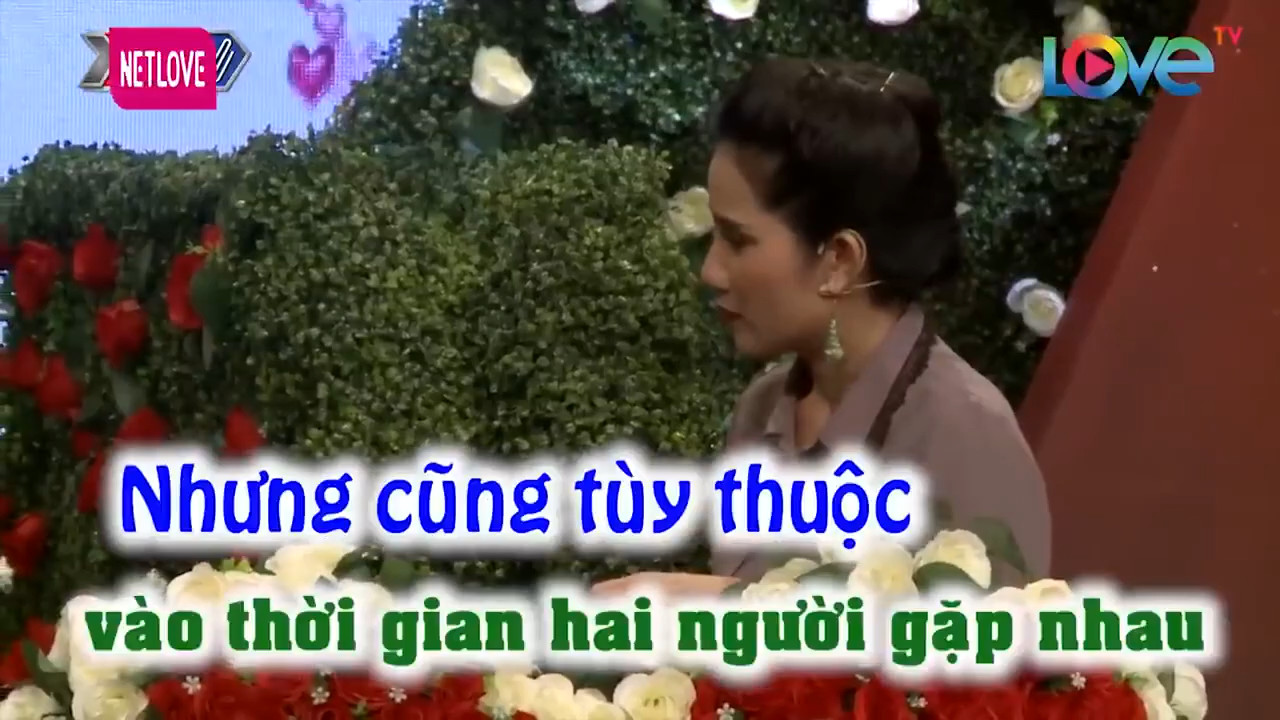 NETLOVE
LOVE TV
Nhưng cũng tùy thuộc
vào thời gian hai người gặp nhau